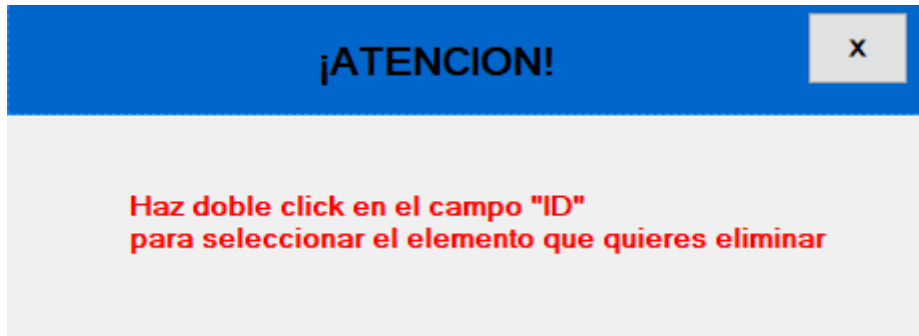 ¡ATENCION!
x
Haz doble click en el campo "ID"
para seleccionar el elemento que quieres eliminar